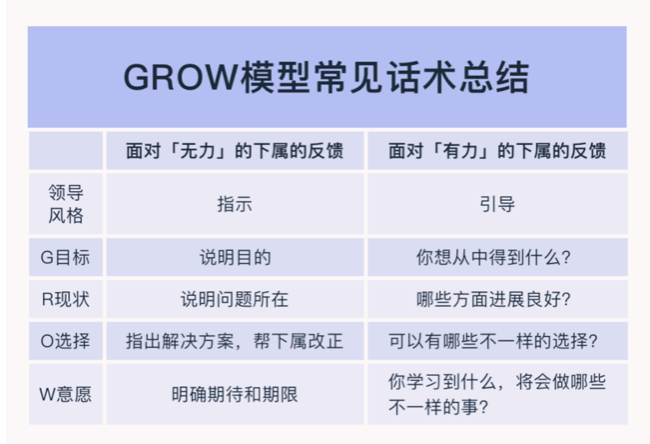 GROW模型常见话术总结
面对「无力」的下属的反馈 面对「有力」的下属的反馈
领导
风格 指示 引导
G目标 说明目的 你想从中得到什么？
R现状 说明问题所在 哪些方面进展良好？
O选择 指出解决方案，帮下属改正 可以有哪些不一样的选择？
W意愿 明确期待和期限 你学习到什么，将会做哪些
不一样的事？